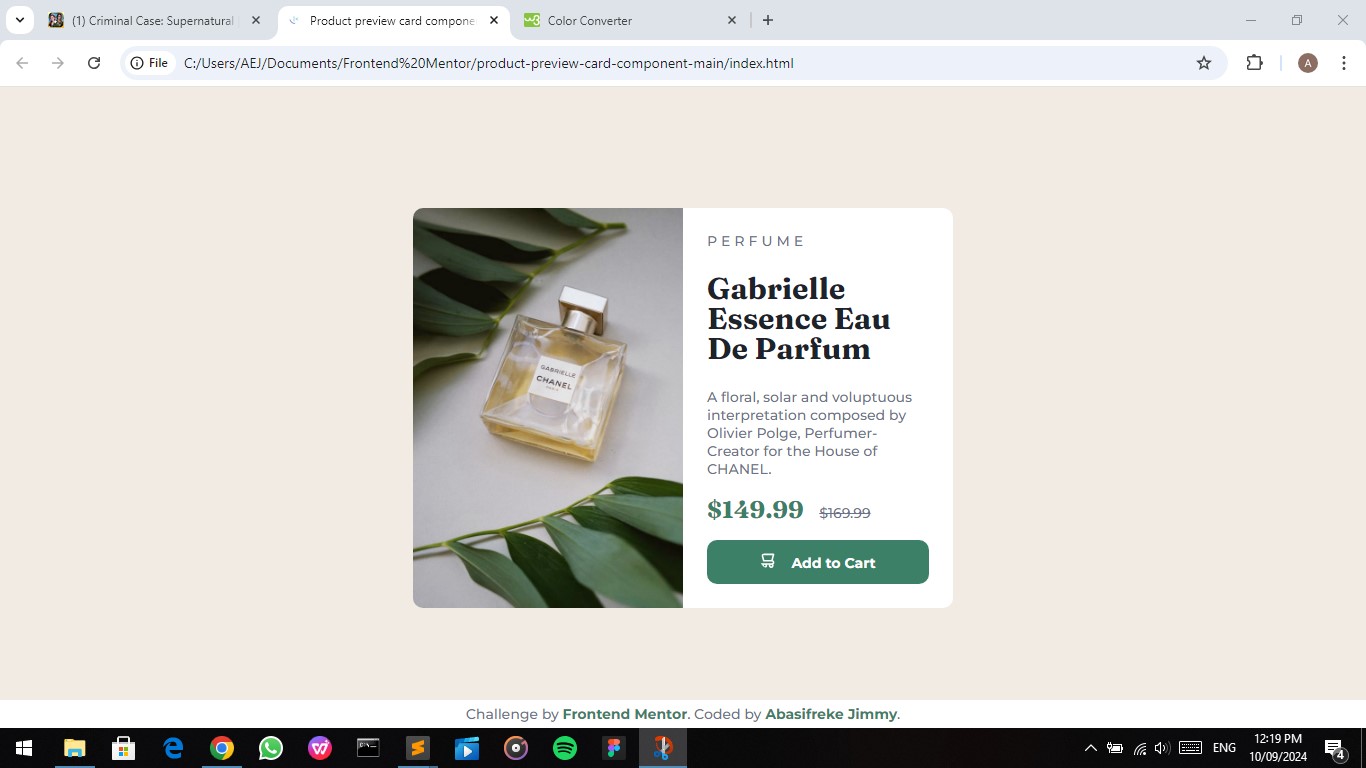 (1) Criminal Case: Supernatural
Product preview card compone
Color Converter
File
C:/Users/AEJ/Documents/Frontend%20Mentor/product-preview-card-component-main/index.html
A
GABRIELLE
CHANEL
PARIS
PERFUME
Gabrielle
Essence Eau
De Parfum
A floral, solar and voluptuous
interpretation composed by
Olivier Polge, Perfumer-
Creator for the House of
CHANEL.
$149.99 $169.99
Add to Cart
Challenge by Frontend Mentor. Coded by Abasifreke Jimmy.
ENG
12:19 PM
10/09/2024
4